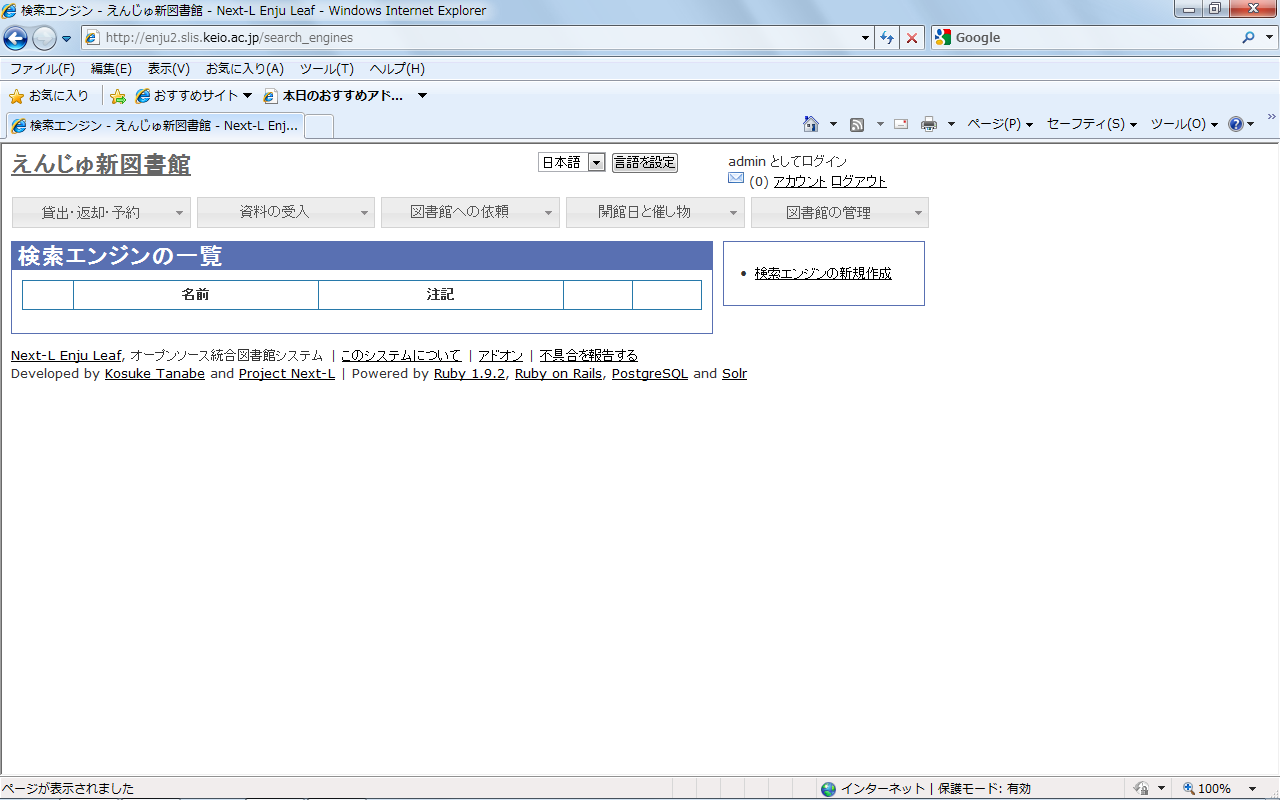 検索エンジン - えんじゅ新図書館 - Next-L Enju Leaf - Windows Internet Explorer
http://enju2.slis.keio.ac.jp/search_engines
Google
ファイル(F) 編集(E) 表示(V) お気に入り(A) ツール(T) ヘルプ(H)
お気に入り おすすめサイト 本日のおすすめアド...
検索エンジン - えんじゅ新図書館 - Next-L Enj... ページ(P) セーフティ(S) ツール(O)
えんじゅ新図書館 日本語 言語を設定 admin としてログイン
(0) アカウント ログアウト
貸出・返却・予約 資料の受入 図書館への依頼 開館日と催し物 図書館の管理
検索エンジンの一覧
検索エンジンの新規作成
名前 注記
Next-L Enju Leaf, オープンソース統合図書館システム | このシステムについて | アドオン | 不具合を報告する
Developed by Kosuke Tanabe and Project Next-L | Powered by Ruby 1.9.2, Ruby on Rails, PostgreSQL and Solr
ページが表示されました インターネット | 保護モード: 有効 100%